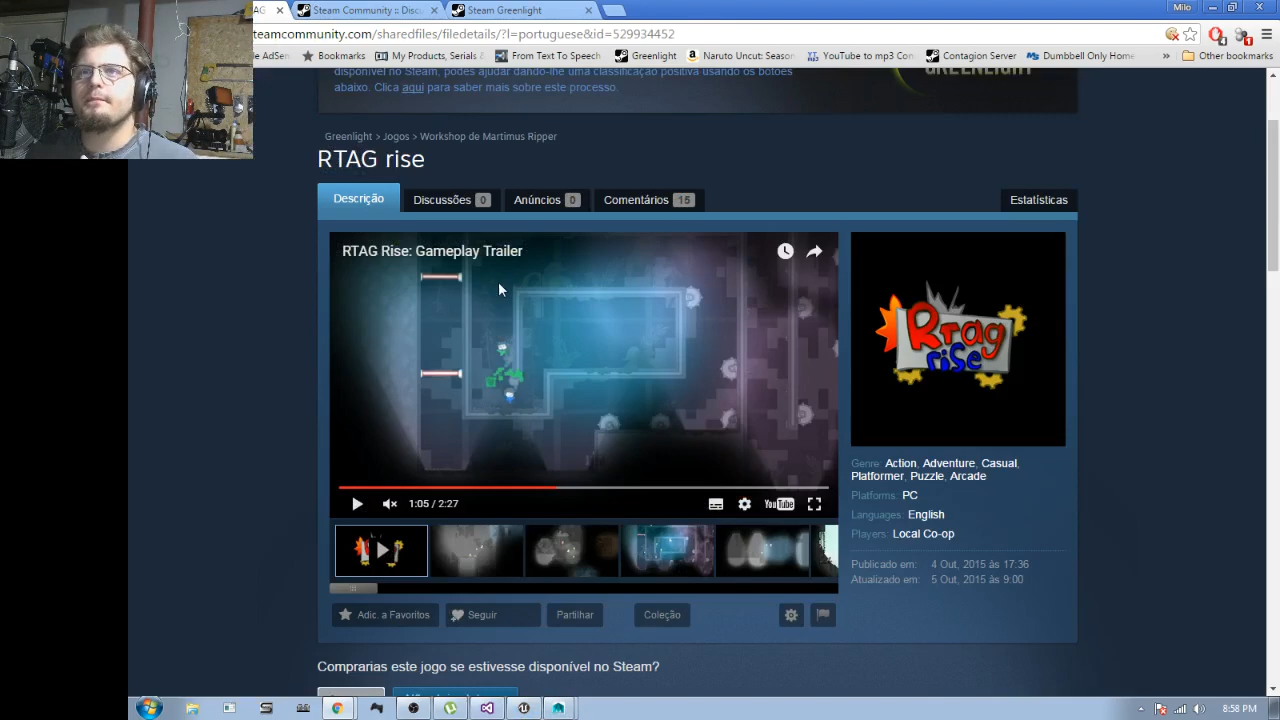 AG
Steam Community :: Discu
Steam Greenlight
Milo
teamcommunity.com/sharedfiles/filedetails/?l=portuguese&id=529934452
le AdSen
Bookmarks
My Products, Serials
From Text To Speech
Greenlight
Naruto Uncut: Season
YouTube to mp3 Con
Contagion Server
Dumbbell Only Home
»
Other bookmarks
disponível no Steam, podes ajudar dando-lhe uma classificação positiva usando os botões
abaixo. Clica aqui para saber mais sobre este processo.
GREENLIGHT
Greenlight > Jogos > Workshop de Martimus Ripper
RTAG rise
Descrição
Discussões 0
Anúncios 0
Comentários 15
Estatísticas
RTAG Rise: Gameplay Trailer
1:05 / 2:27
YouTube
RTag
riSe
Genre: Action, Adventure, Casual,
Platformer, Puzzle, Arcade
Platforms: PC
Languages: English
Players: Local Co-op
Publicado em: 4 Out, 2015 às 17:36
Atualizado em: 5 Out, 2015 às 9:00
Adic. a Favoritos
Seguir
Partilhar
Coleção
Comprarias este jogo se estivesse disponível no Steam?
8:58 PM